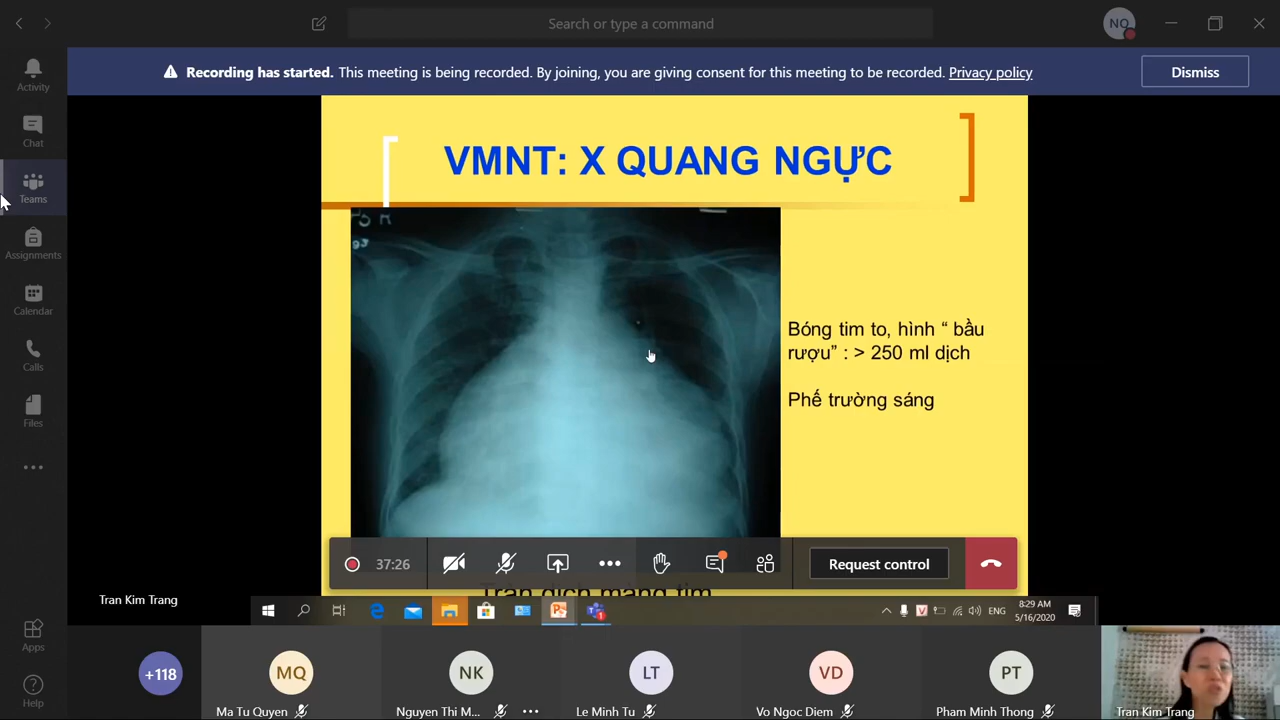 Search or type a command
NQ
Recording has started. This meeting is being recorded. By joining, you are giving consent for this meeting to be recorded. Privacy policy
Dismiss
Activity
Chat
Teams
Assignments
Calendar
Calls
Files
Apps
Help
VMNT: X QUANG NGỰC
Bóng tim to, hình “ bầu
rượu” : > 250 ml dịch
Phế trường sáng
37:26
Request control
Tràn dịch màng tim
Tran Kim Trang
ENG
8:29 AM
5/16/2020
+118
MQ
Ma Tu Quyen
NK
Nguyen Thi M...
LT
Le Minh Tu
VD
Vo Ngoc Diem
PT
Pham Minh Thong
Tran Kim Trang